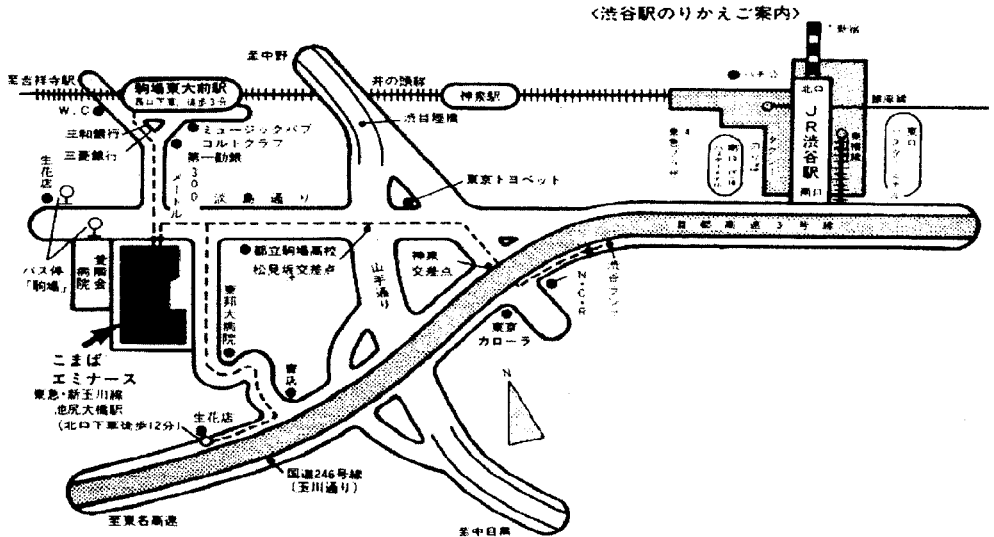 〈渋谷駅のりかえご案内〉
至中野
至吉祥寺駅
駒場東大前駅
西口下車、徒歩3分
井の頭線
神泉駅
W.C
三和銀行
三菱銀行
ミュージックパブ
コルトクラブ
第一勧銀
300
メートル
渋目陸橋
東京トヨペット
北口
JR渋谷駅
南口
銀座線
東横線
東口
生花店
淡島通り
首都高速3号線
バス停
「駒場」
都立駒場高校
松見坂交差点
山手通り
神泉
交差点
N・C・R
東京
カローラ
東邦大病院
こまば
エミナース
東急・新玉川線
池尻大橋駅
(北口下車徒歩12分)
生花店
N
国道246号線
(玉川通り)
至東名高速
至中目黒